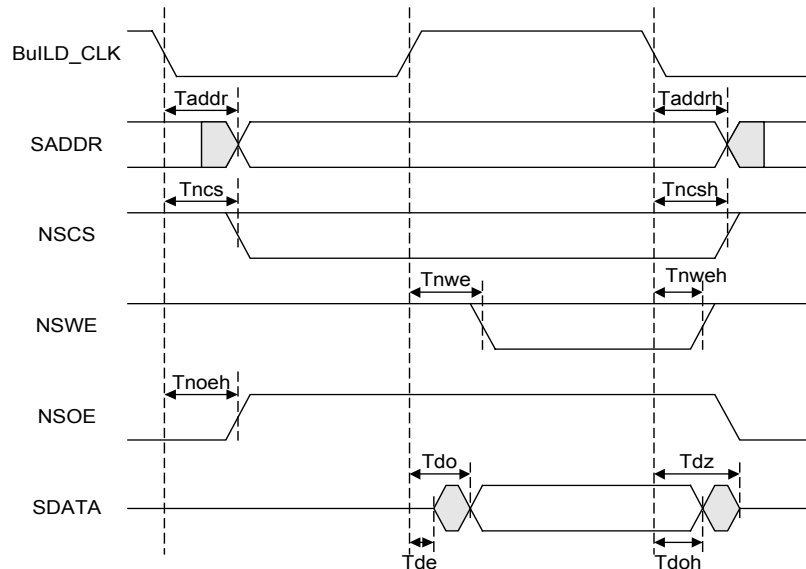 BuILD_CLK
Taddr
Taddrh
SADDR
Tncs
Tncsh
NSCS
Tnwe
Tnweh
NSWE
Tnoeh
NSOE
Tdo
Tdz
SDATA
Tde
Tdoh